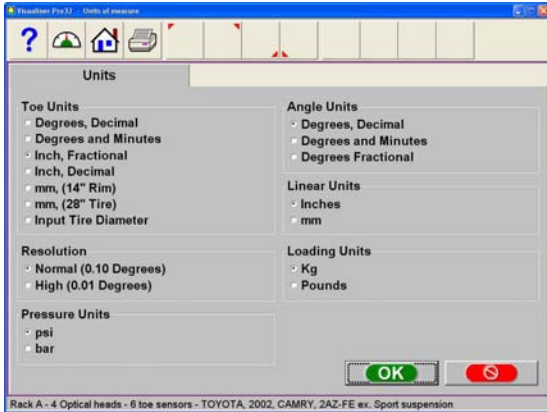 Visualiner Pro32 - Units of measure
?
Units
Toe Units
Degrees, Decimal
Degrees and Minutes
Inch, Fractional
Inch, Decimal
mm, (14" Rim)
mm, (28" Tire)
Input Tire Diameter
Resolution
Normal (0.10 Degrees)
High (0.01 Degrees)
Pressure Units
psi
bar
Angle Units
Degrees, Decimal
Degrees and Minutes
Degrees Fractional
Linear Units
Inches
mm
Loading Units
Kg
Pounds
OK
Rack A - 4 Optical heads - 6 toe sensors - TOYOTA, 2002, CAMRY, 2AZ-FE ex. Sport suspension